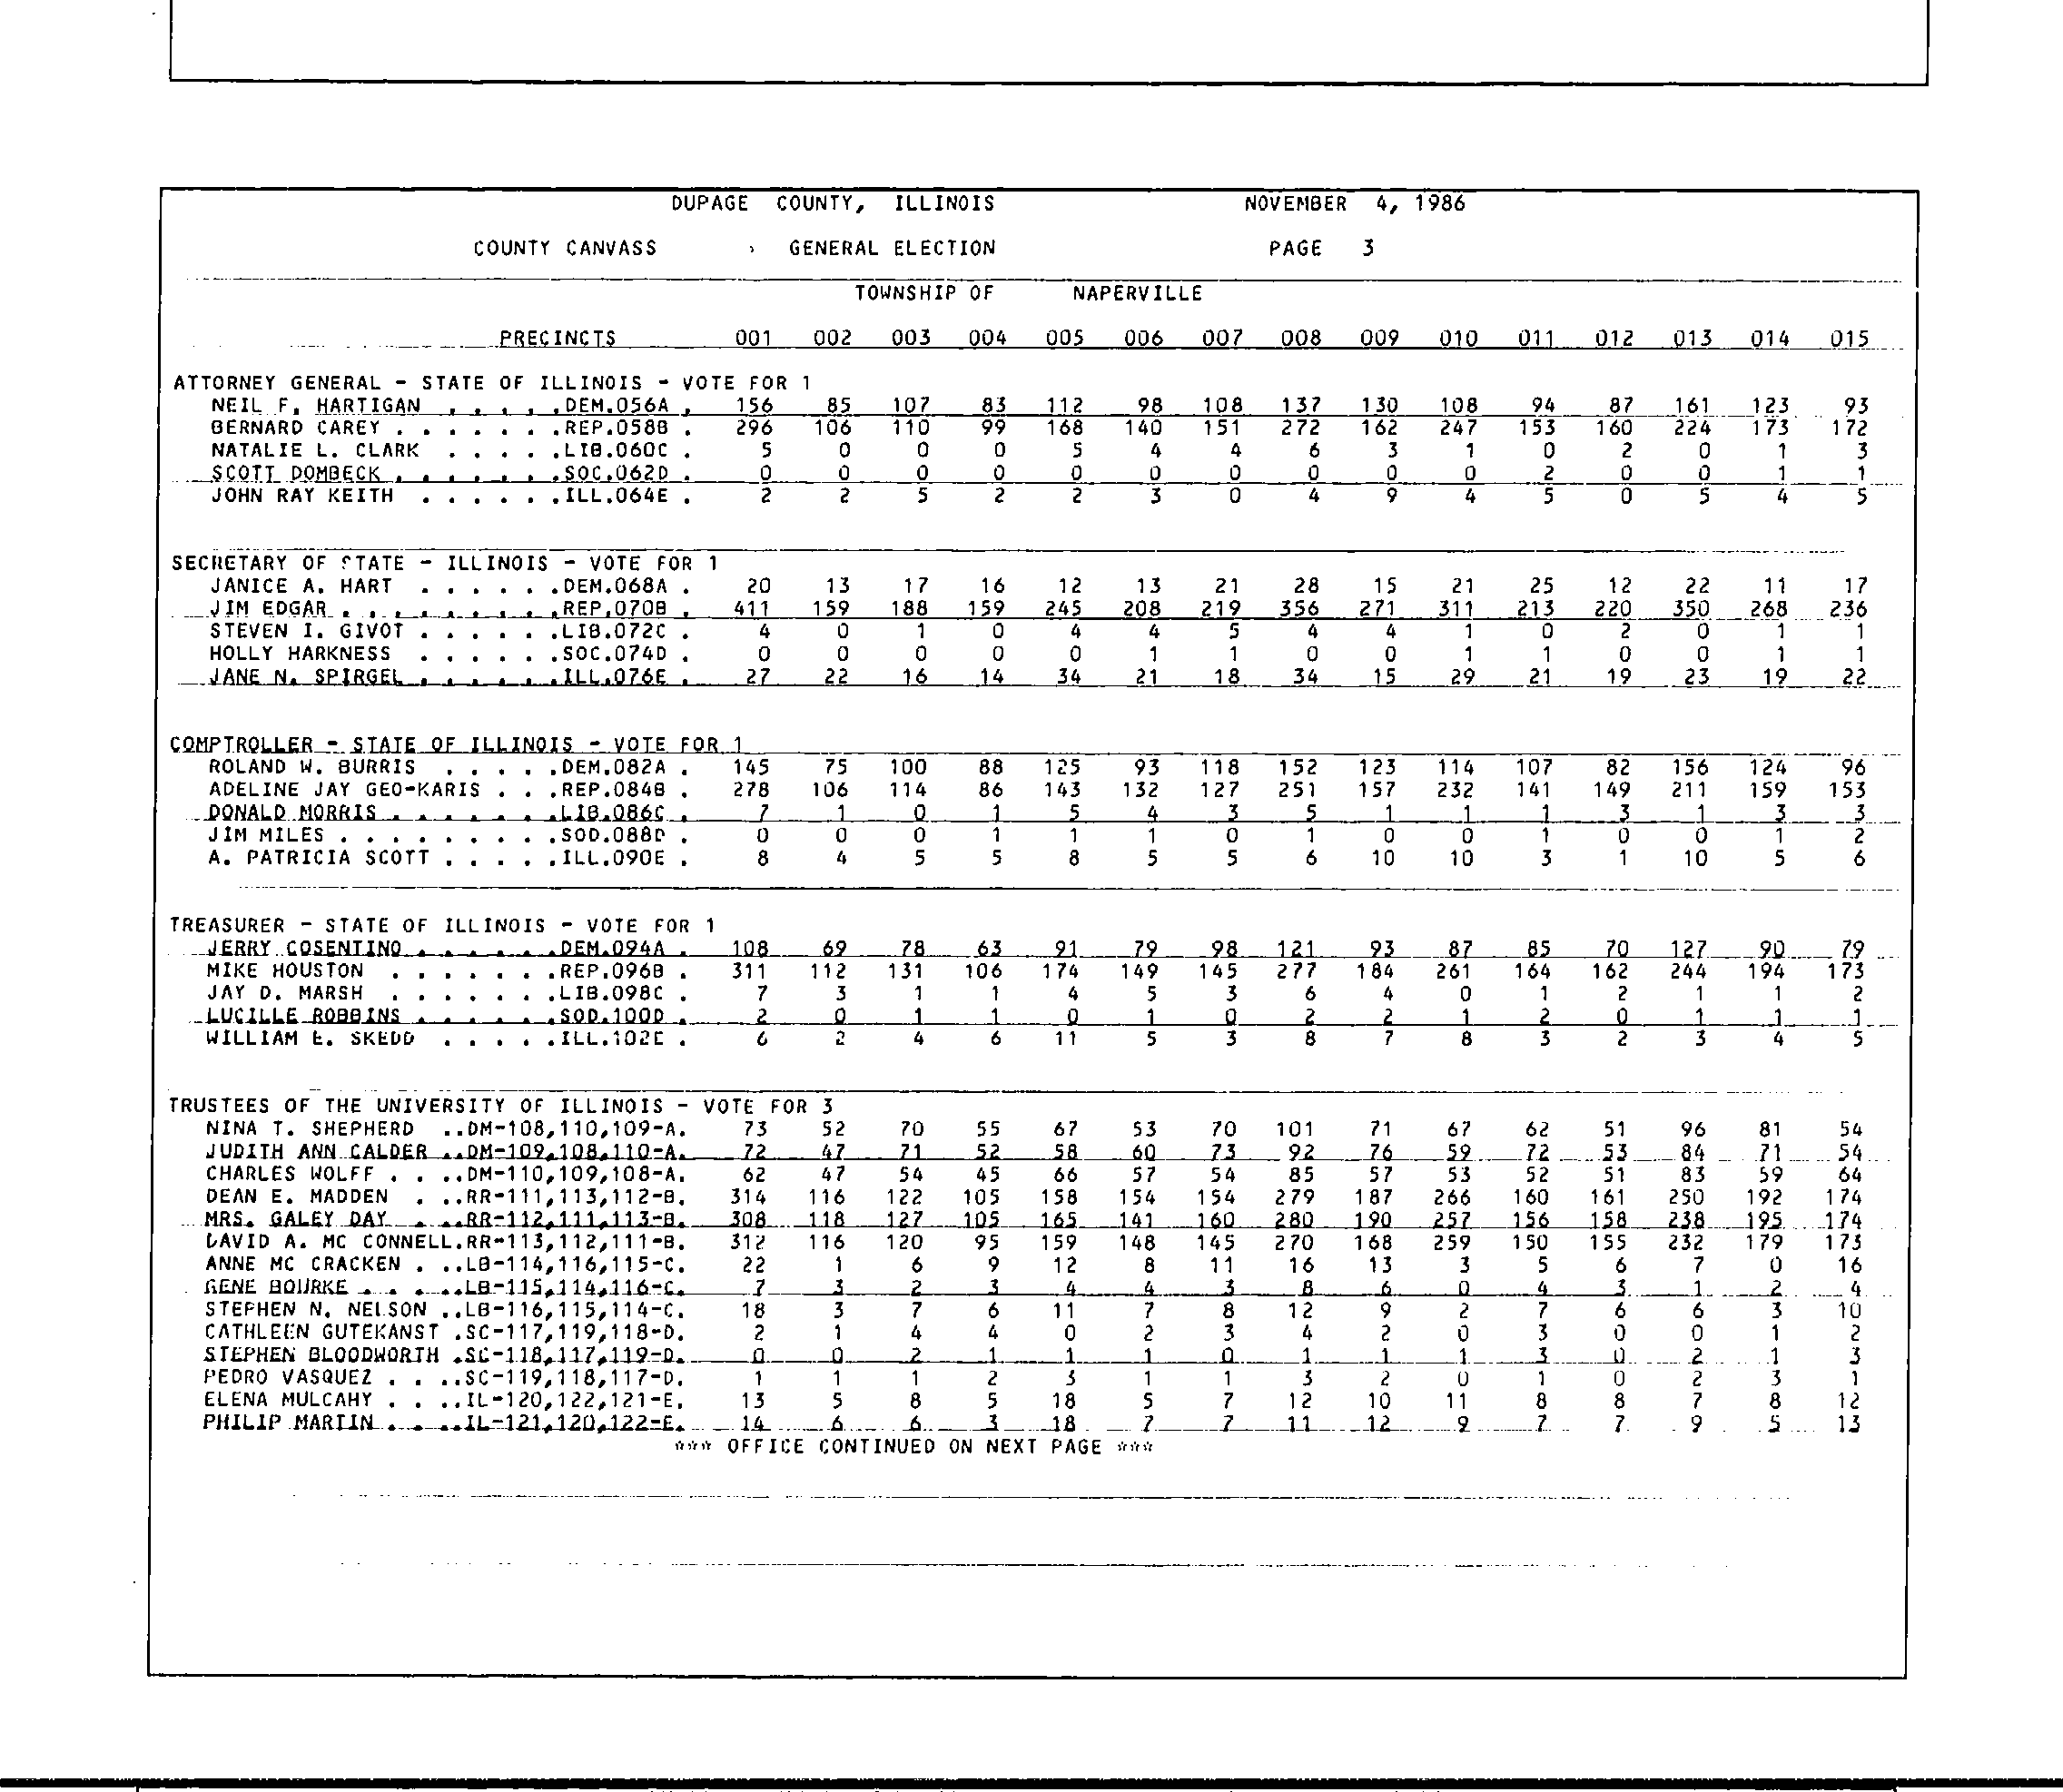 DUPAGE COUNTY, ILLINOIS NOVEMBER 4, 1986
COUNTY CANVASS GENERAL ELECTION PAGE 3
TOWNSHIP OF NAPERVILLE
PRECINCTS 001 002 003 004 005 006 007 008 009 010 011 012 013 014 015
ATTORNEY GENERAL - STATE OF ILLINOIS - VOTE FOR 1
NEIL F. HARTIGAN . . . . . .DEM.056A . 156 85 107 83 112 98 108 137 130 108 94 87 161 123 93
BERNARD CAREY . . . . . . .REP.058B . 296 106 110 99 168 140 151 272 162 247 153 160 224 173 172
NATALIE L. CLARK . . . . .LIB.060C . 5 0 0 0 5 4 4 6 3 1 0 2 0 1 3
SCOTT DOMBECK . . . . . . .SOC.062D . 0 0 0 0 0 0 0 0 0 0 2 0 0 1 1
JOHN RAY KEITH . . . . . .ILL.064E . 2 2 5 2 2 3 0 4 9 4 5 0 5 4 5
SECRETARY OF STATE - ILLINOIS - VOTE FOR 1
JANICE A. HART . . . . . .DEM.068A . 20 13 17 16 12 13 21 28 15 21 25 12 22 11 17
JIM EDGAR . . . . . . . . .REP.070B . 411 159 188 159 245 208 219 356 271 311 213 220 350 268 236
STEVEN I. GIVOT . . . . . .LIB.072C . 4 0 1 0 4 4 5 4 4 1 0 2 0 1 1
HOLLY HARKNESS . . . . . .SOC.074D . 0 0 0 0 0 1 1 0 0 1 1 0 0 1 1
JANE N. SPIRGEL . . . . . .ILL.076E . 27 22 16 14 34 21 18 34 15 29 21 19 23 19 22
COMPTROLLER - STATE OF ILLINOIS - VOTE FOR 1
ROLAND W. BURRIS . . . . .DEM.082A . 145 75 100 88 125 93 118 152 123 114 107 82 156 124 96
ADELINE JAY GEO-KARIS . . .REP.084B . 278 106 114 86 143 132 127 251 157 232 141 149 211 159 153
DONALD MORRIS . . . . . . .LIB.086C . 7 1 0 1 5 4 3 5 1 1 1 3 1 3 3
JIM MILES . . . . . . . . .SOD.088D . 0 0 0 1 1 1 0 1 0 0 1 0 0 1 2
A. PATRICIA SCOTT . . . . .ILL.090E . 8 4 5 5 8 5 5 6 10 10 3 1 10 5 6
TREASURER - STATE OF ILLINOIS - VOTE FOR 1
JERRY COSENTINO . . . . . .DEM.094A . 108 69 78 63 91 79 98 121 93 87 85 70 127 90 79
MIKE HOUSTON . . . . . . .REP.096B . 311 112 131 106 174 149 145 277 184 261 164 162 244 194 173
JAY D. MARSH . . . . . . .LIB.098C . 7 3 1 1 4 5 3 6 4 0 1 2 1 1 2
LUCILLE ROBBINS . . . . . .SOD.100D . 2 0 1 1 0 1 0 2 2 1 2 0 1 1 1
WILLIAM E. SKEDD . . . . .ILL.102E . 6 2 4 6 11 5 3 8 7 8 3 2 3 4 5
TRUSTEES OF THE UNIVERSITY OF ILLINOIS - VOTE FOR 3
NINA T. SHEPHERD ..DM-108,110,109-A. 73 52 70 55 67 53 70 101 71 67 62 51 96 81 54
JUDITH ANN CALDER ..DM-109,108,110-A. 72 47 71 52 58 60 73 92 76 59 72 53 84 71 54
CHARLES WOLFF . . ..DM-110,109,108-A. 62 47 54 45 66 57 54 85 57 53 52 51 83 59 64
DEAN E. MADDEN . ..RR-111,113,112-B. 314 116 122 105 158 154 154 279 187 266 160 161 250 192 174
MRS. GALEY DAY . ..RR-112,111,113-B. 308 118 127 105 165 141 160 280 190 257 156 158 238 195 174
DAVID A. MC CONNELL.RR-113,112,111-B. 312 116 120 95 159 148 145 270 168 259 150 155 232 179 173
ANNE MC CRACKEN . ..LB-114,116,115-C. 22 1 6 9 12 8 11 16 13 3 5 6 7 0 16
GENE BOURKE . . . ..LB-115,114,116-C. 7 3 2 3 4 4 3 8 6 0 4 3 1 2 4
STEPHEN N. NELSON ..LB-116,115,114-C. 18 3 7 6 11 7 8 12 9 2 7 6 6 3 10
CATHLEEN GUTEKANST .SC-117,119,118-D. 2 1 4 4 0 2 3 4 2 0 3 0 0 1 2
STEPHEN BLOODWORTH .SC-118,117,119-D. 0 0 2 1 1 1 0 1 1 1 3 0 2 1 3
PEDRO VASQUEZ . . ..SC-119,118,117-D. 1 1 1 2 3 1 1 3 2 0 1 0 2 3 1
ELENA MULCAHY . . ..IL-120,122,121-E. 13 5 8 5 18 5 7 12 10 11 8 8 7 8 12
PHILIP MARTIN . . ..IL-121,120,122-E. 14 6 6 3 18 7 7 11 12 9 7 7 9 5 13
*** OFFICE CONTINUED ON NEXT PAGE ***